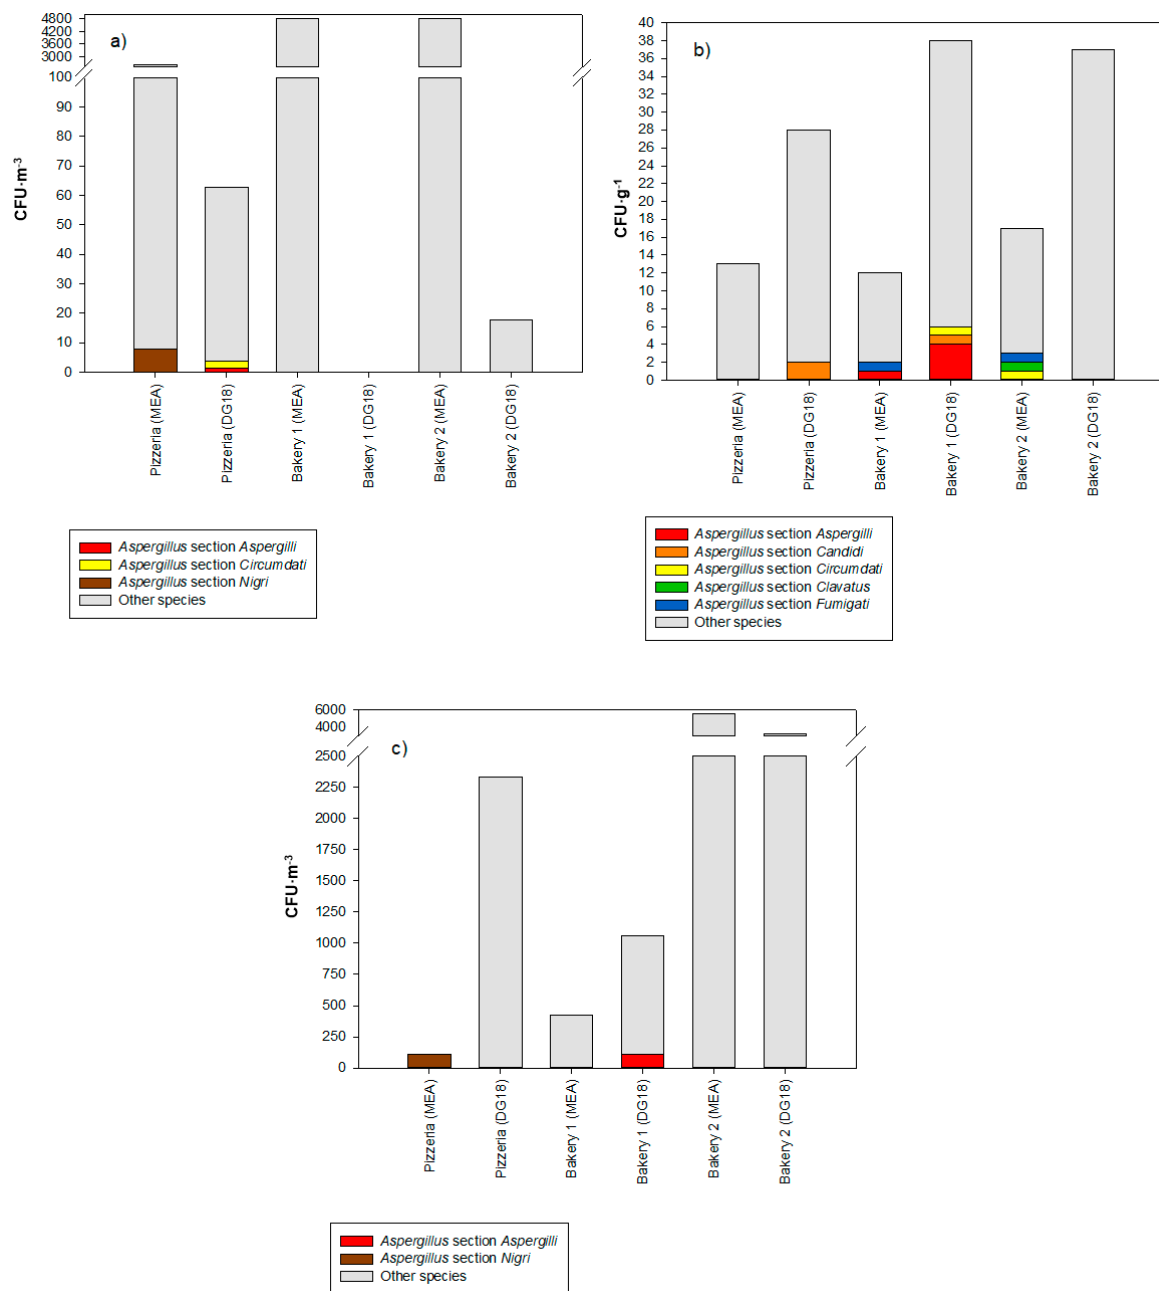 a)
4800
4200
3600
3000
100
90
80
70
60
50
40
30
20
10
0
CFU·m-3
Pizzeria (MEA)
Pizzeria (DG18)
Bakery 1 (MEA)
Bakery 1 (DG18)
Bakery 2 (MEA)
Bakery 2 (DG18)
Aspergillus section Aspergilli
Aspergillus section Circumdati
Aspergillus section Nigri
Other species
b)
40
38
36
34
32
30
28
26
24
22
20
18
16
14
12
10
8
6
4
2
0
CFU·g-1
Pizzeria (MEA)
Pizzeria (DG18)
Bakery 1 (MEA)
Bakery 1 (DG18)
Bakery 2 (MEA)
Bakery 2 (DG18)
Aspergillus section Aspergilli
Aspergillus section Candidi
Aspergillus section Circumdati
Aspergillus section Clavatus
Aspergillus section Fumigati
Other species
c)
6000
4000
2500
2250
2000
1750
1500
1250
1000
750
500
250
0
CFU·m-3
Pizzeria (MEA)
Pizzeria (DG18)
Bakery 1 (MEA)
Bakery 1 (DG18)
Bakery 2 (MEA)
Bakery 2 (DG18)
Aspergillus section Aspergilli
Aspergillus section Nigri
Other species